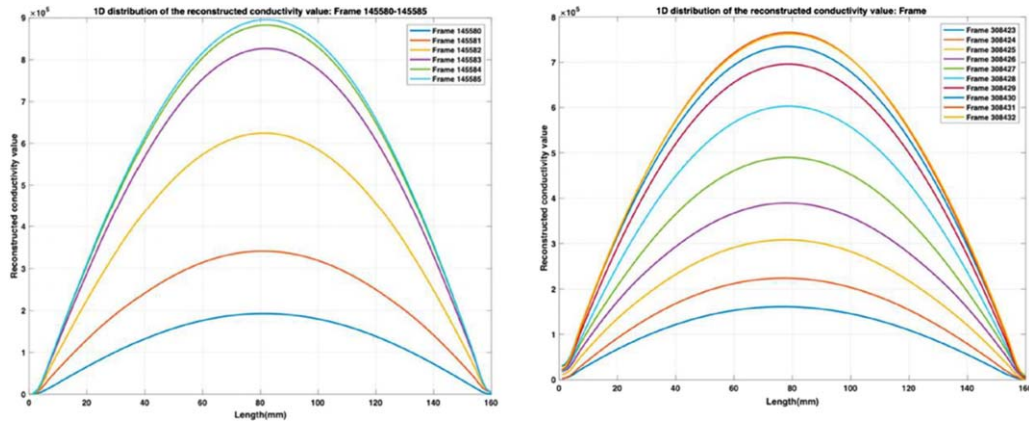 1D distribution of the reconstructed conductivity value: Frame 145580-145585
×10⁵
9
8
7
6
5
4
3
2
1
0
Reconstructed conductivity value
0 20 40 60 80 100 120 140 160
Length(mm)
Frame 145580
Frame 145581
Frame 145582
Frame 145583
Frame 145584
Frame 145585
1D distribution of the reconstructed conductivity value: Frame
×10⁵
8
7
6
5
4
3
2
1
0
Reconstructed conductivity value
0 20 40 60 80 100 120 140 160
Length(mm)
Frame 308423
Frame 308424
Frame 308425
Frame 308426
Frame 308427
Frame 308428
Frame 308429
Frame 308430
Frame 308431
Frame 308432